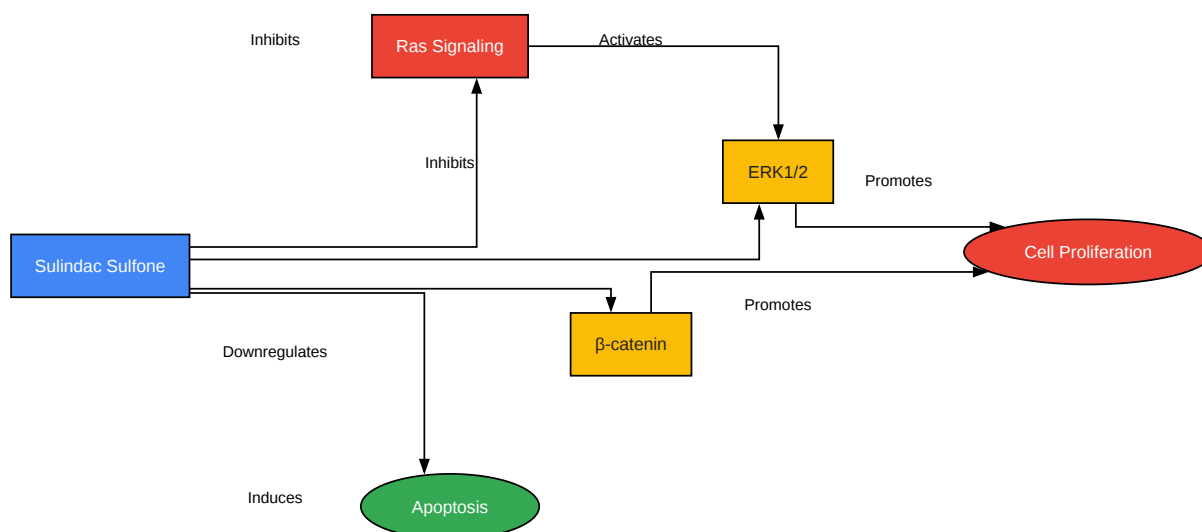 Inhibits
Ras Signaling
Activates
Inhibits
ERK1/2
Promotes
Sulindac Sulfone
Cell Proliferation
Promotes
β-catenin
Downregulates
Induces
Apoptosis